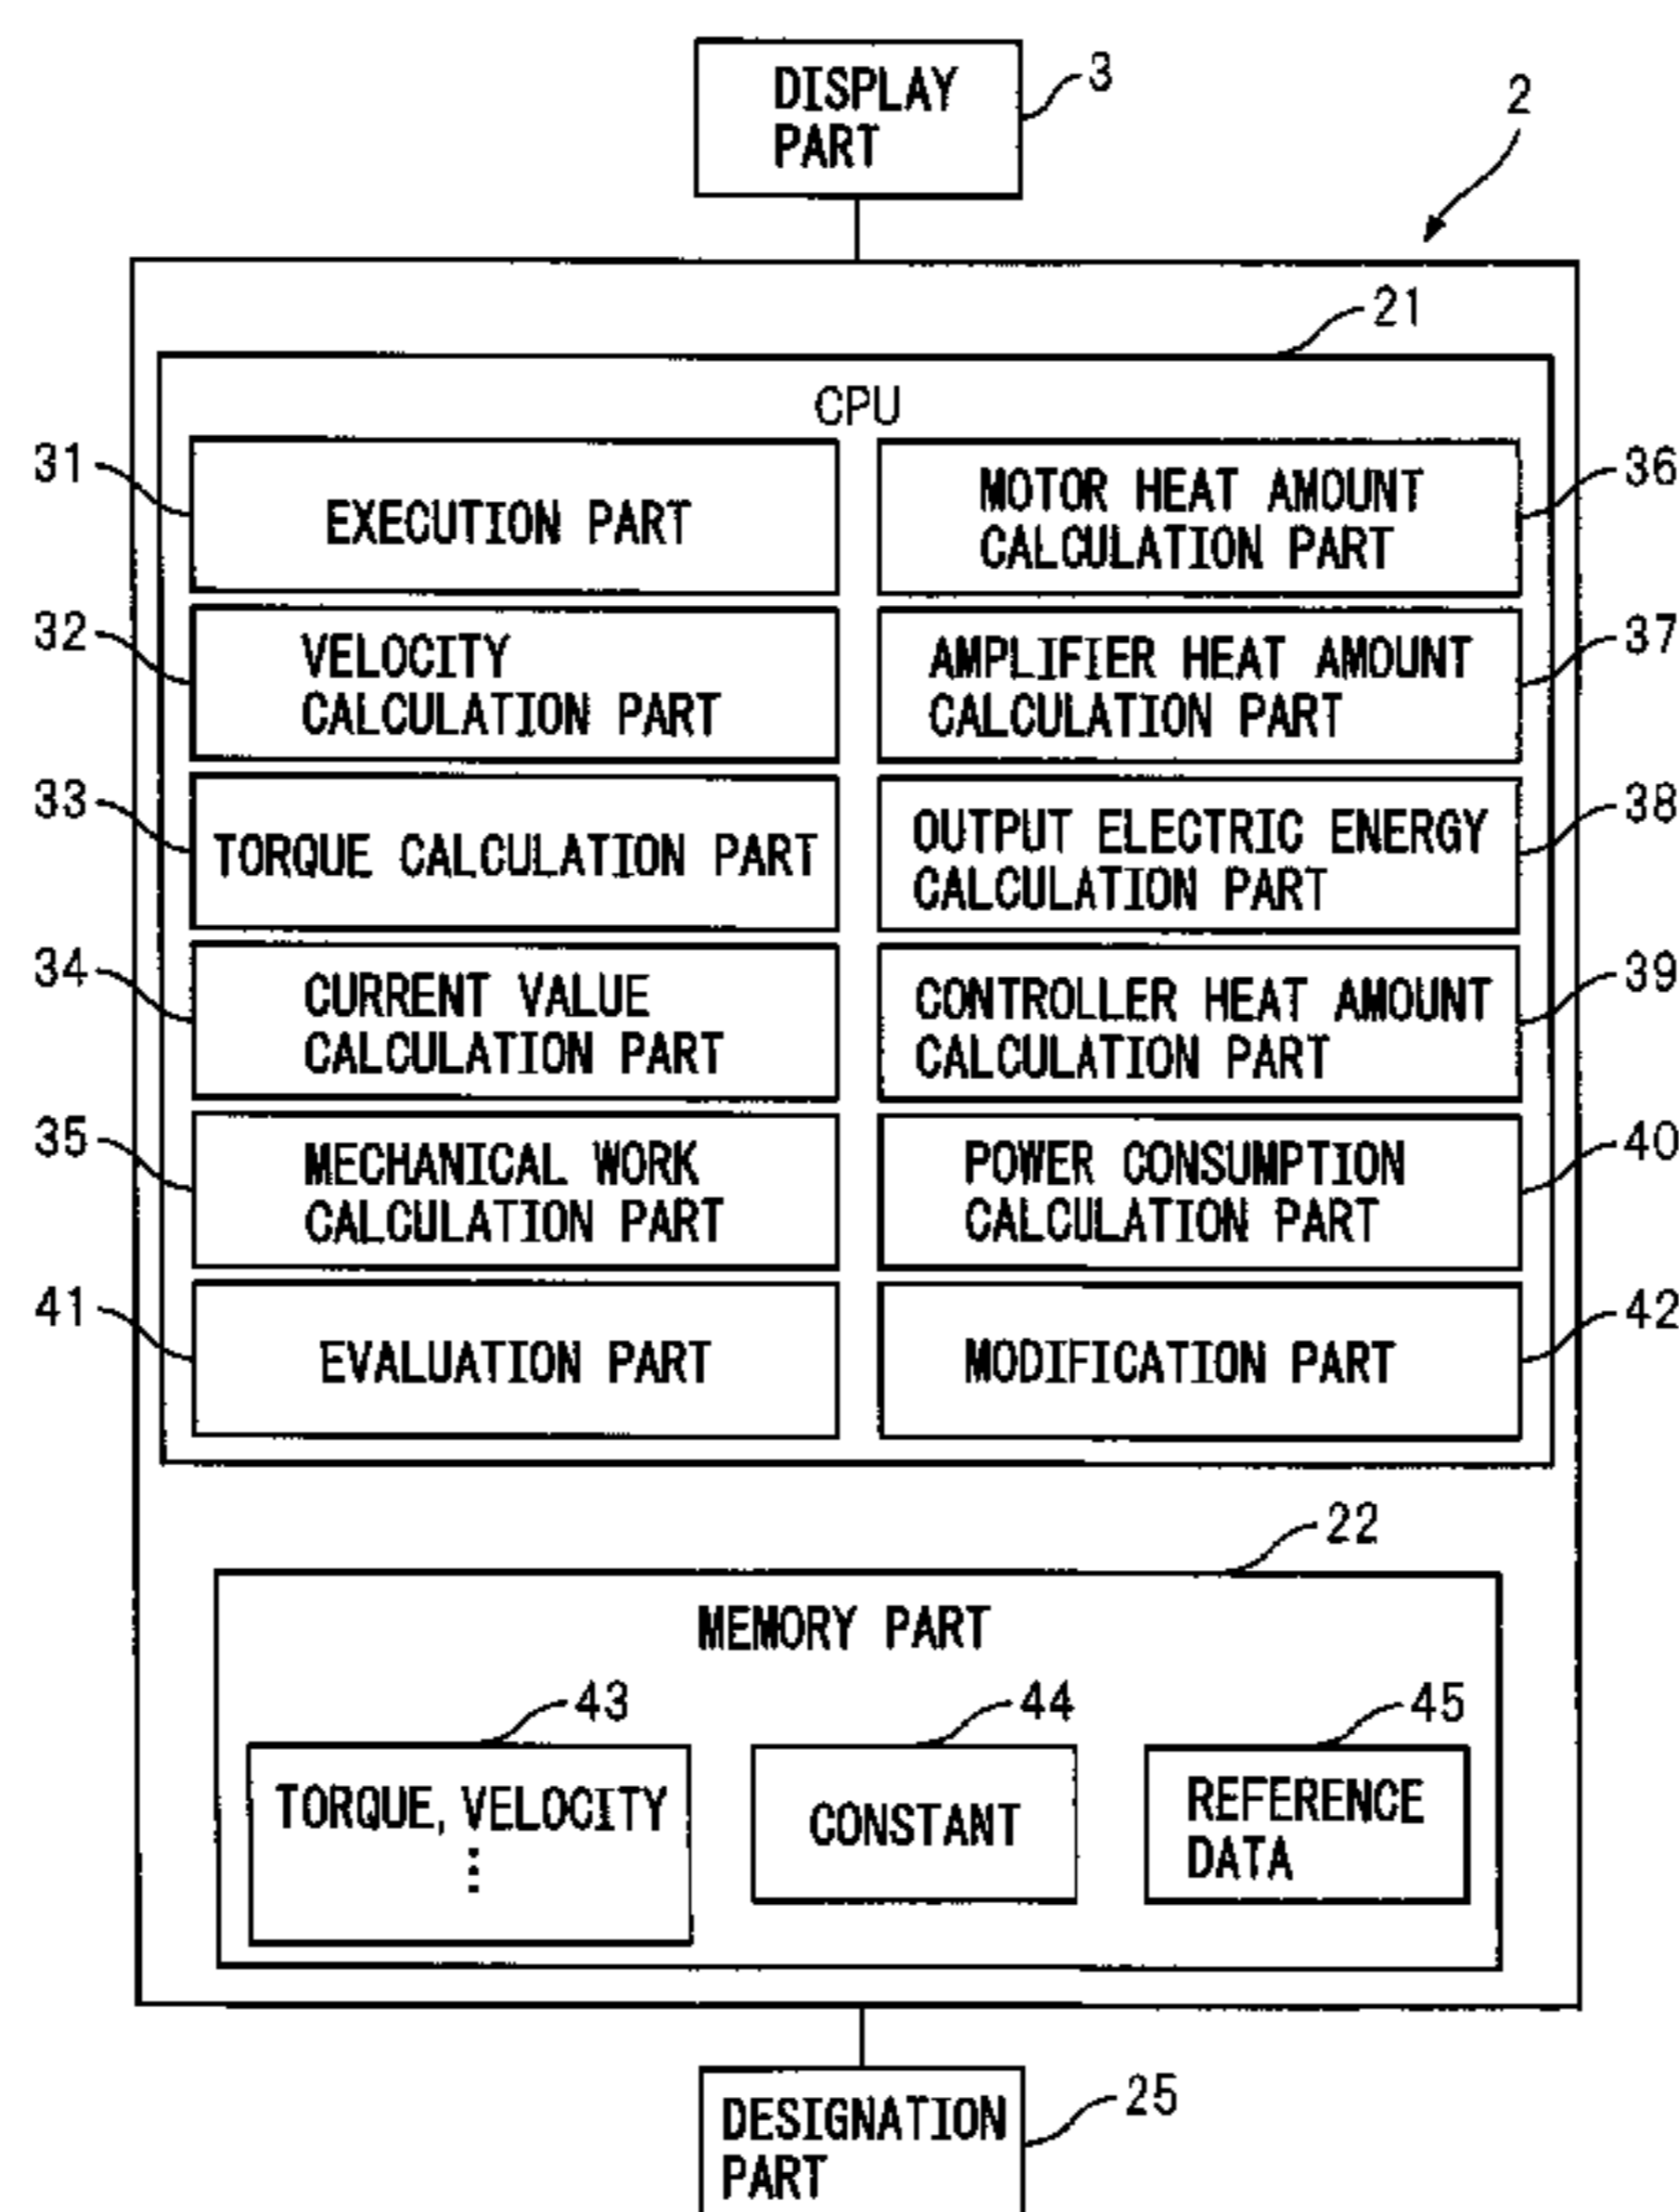 DISPLAY
PART
3
2
21
CPU
31
EXECUTION PART
MOTOR HEAT AMOUNT
CALCULATION PART
36
32
VELOCITY
CALCULATION PART
AMPLIFIER HEAT AMOUNT
CALCULATION PART
37
33
TORQUE CALCULATION PART
OUTPUT ELECTRIC ENERGY
CALCULATION PART
38
34
CURRENT VALUE
CALCULATION PART
CONTROLLER HEAT AMOUNT
CALCULATION PART
39
35
MECHANICAL WORK
CALCULATION PART
POWER CONSUMPTION
CALCULATION PART
40
41
EVALUATION PART
MODIFICATION PART
42
22
MEMORY PART
43
TORQUE, VELOCITY
⋮
44
CONSTANT
45
REFERENCE
DATA
DESIGNATION
PART
25